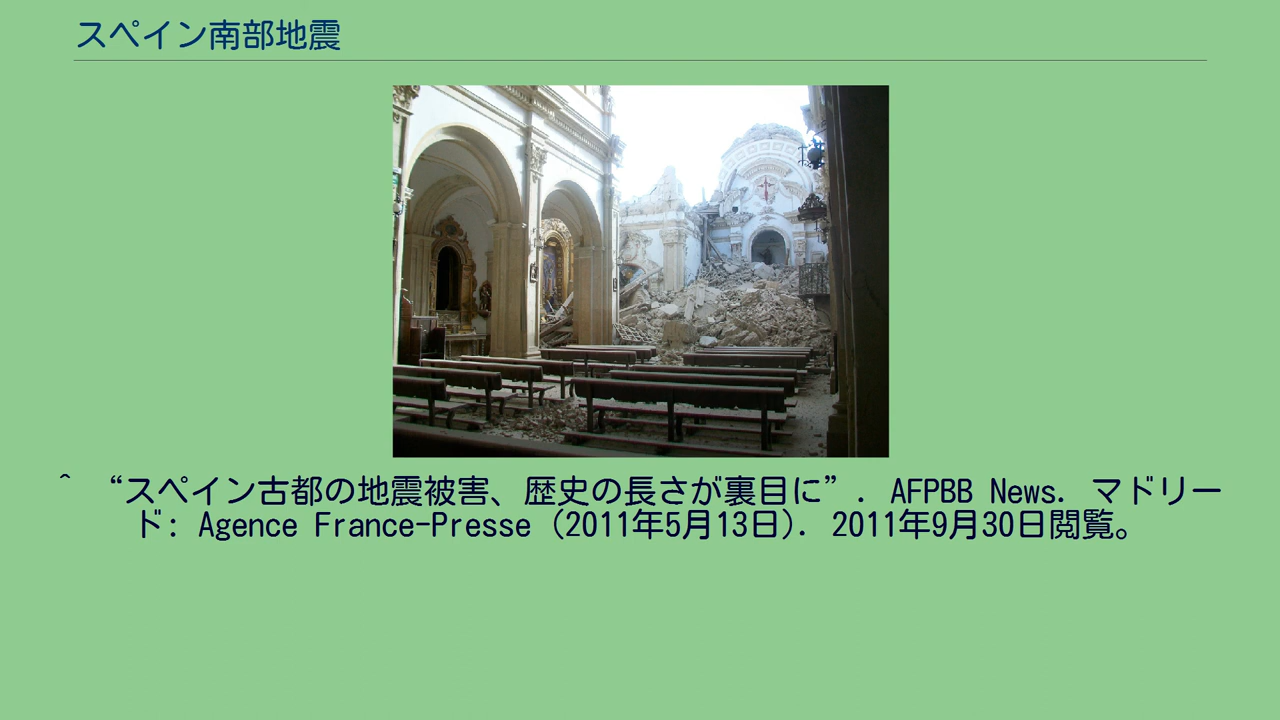 スペイン南部地震
^ “スペイン古都の地震被害、歴史の長さが裏目に”. AFPBB News. マドリー
ド: Agence France-Presse (2011年5月13日). 2011年9月30日閲覧。